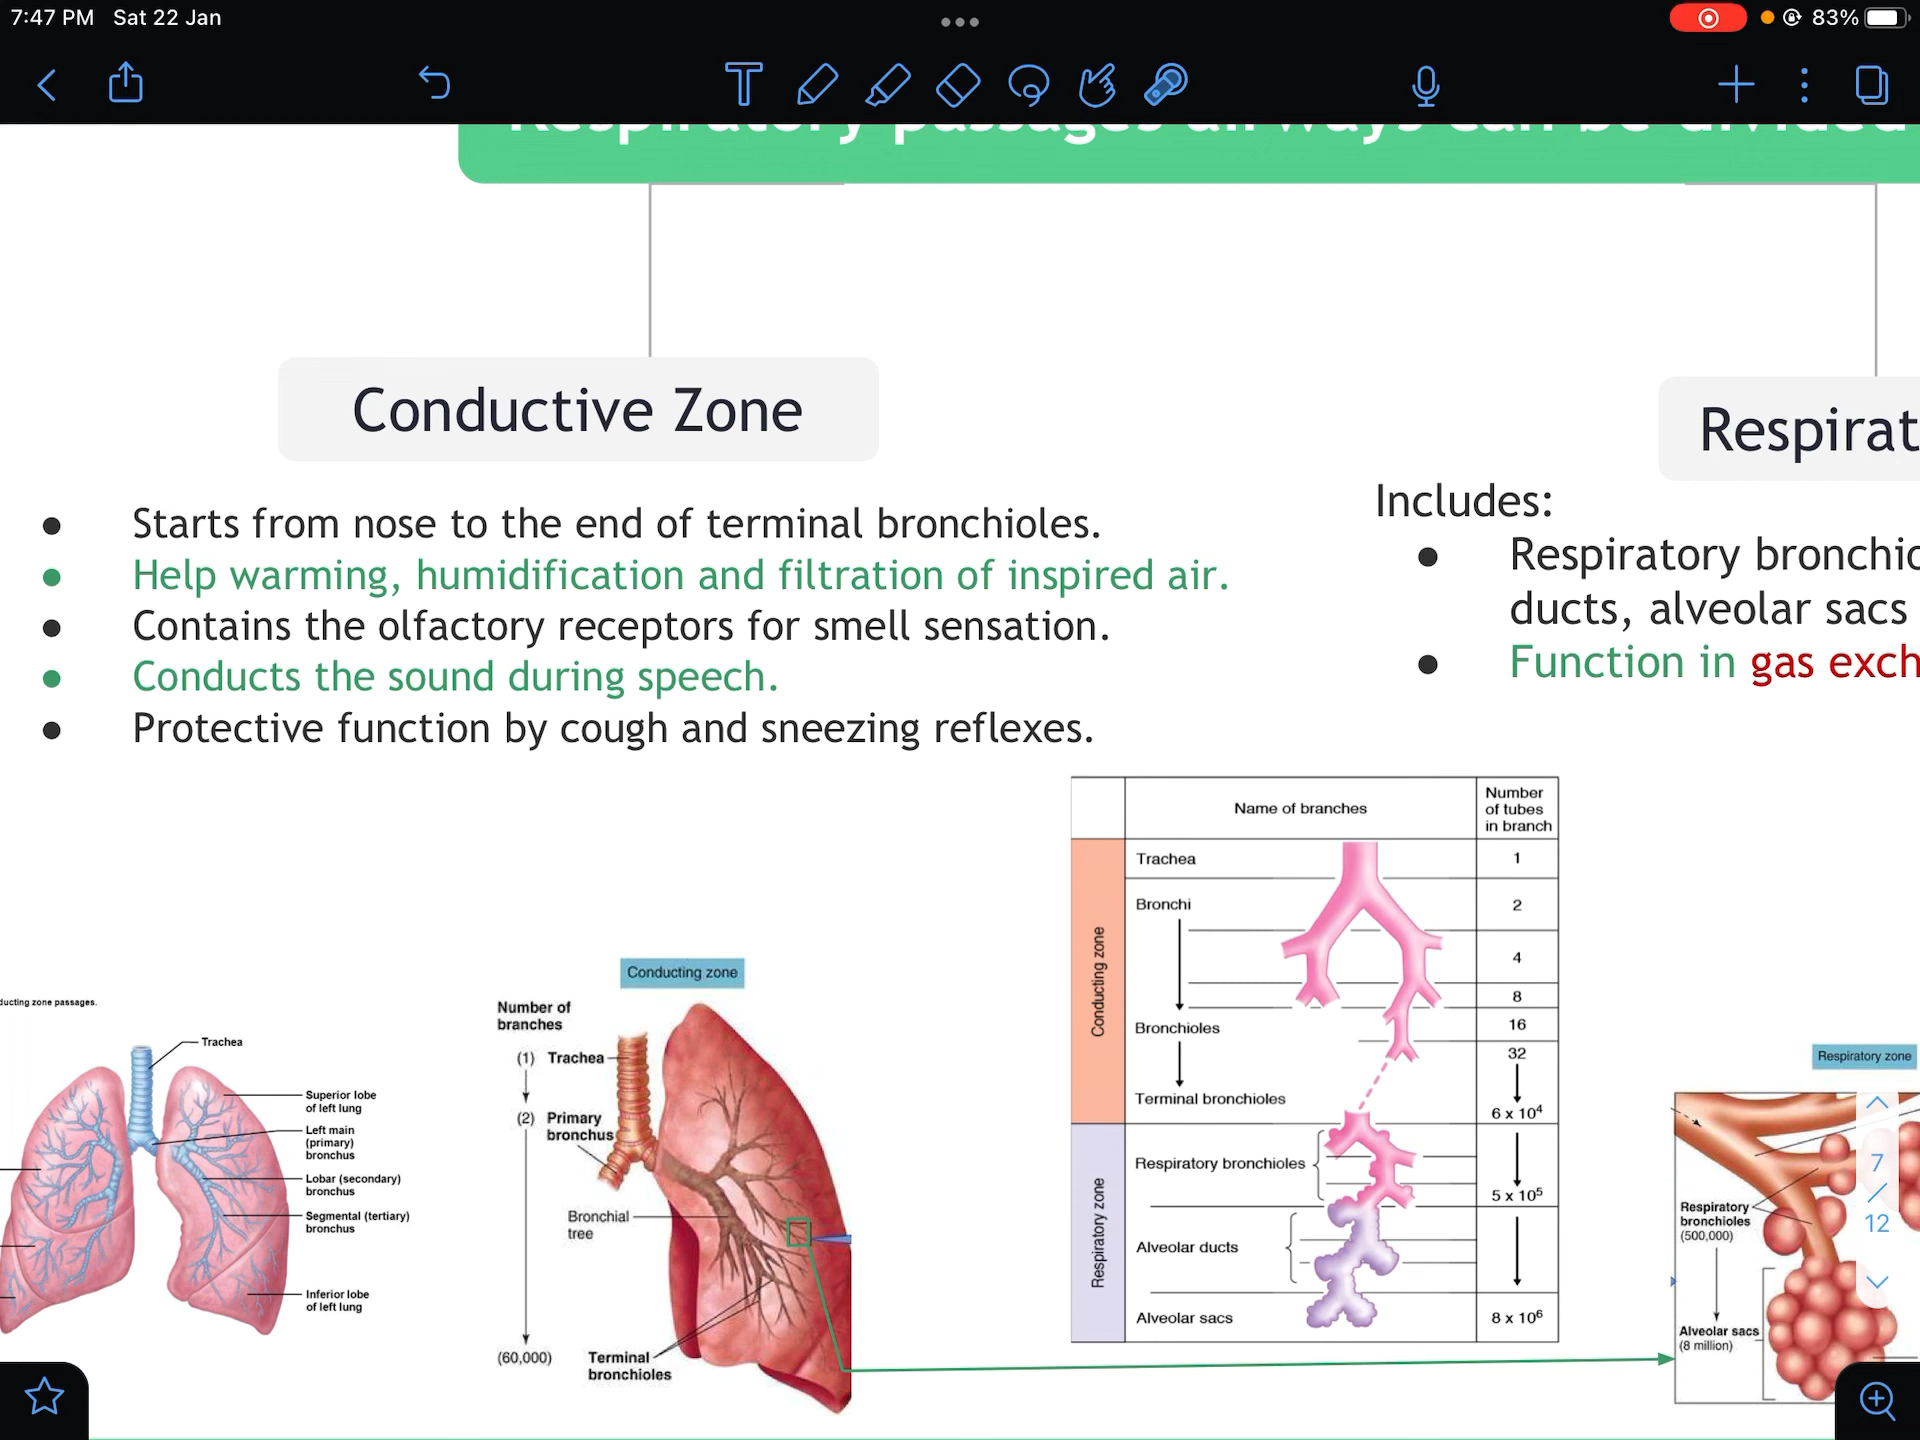 7:47 PM Sat 22 Jan
83%
Respiratory passages airways can be divided
Conductive Zone
Starts from nose to the end of terminal bronchioles.
Help warming, humidification and filtration of inspired air.
Contains the olfactory receptors for smell sensation.
Conducts the sound during speech.
Protective function by cough and sneezing reflexes.
Includes:
ducts, alveolar sacs
Function in gas
Name of branches
Number
of tubes
in branch
Conducting zone
Trachea
1
Bronchi
2
4
8
Bronchioles
16
32
Terminal bronchioles
6 x 10⁴
Respiratory zone
Respiratory bronchioles
5 x 10⁵
Alveolar ducts
Alveolar sacs
8 x 10⁶
zone passages.
Trachea
Superior lobe
of left lung
Left main
(primary)
bronchus
Lobar (secondary)
bronchus
Segmental (tertiary)
bronchus
Inferior lobe
of left lung
Conducting zone
Number of
branches
(1) Trachea
(2) Primary
bronchus
Bronchial
tree
(60,000)
Terminal
bronchioles
Respiratory zone
Respiratory
bronchioles
(500,000)
Alveolar sacs
(8 million)
7
/
12